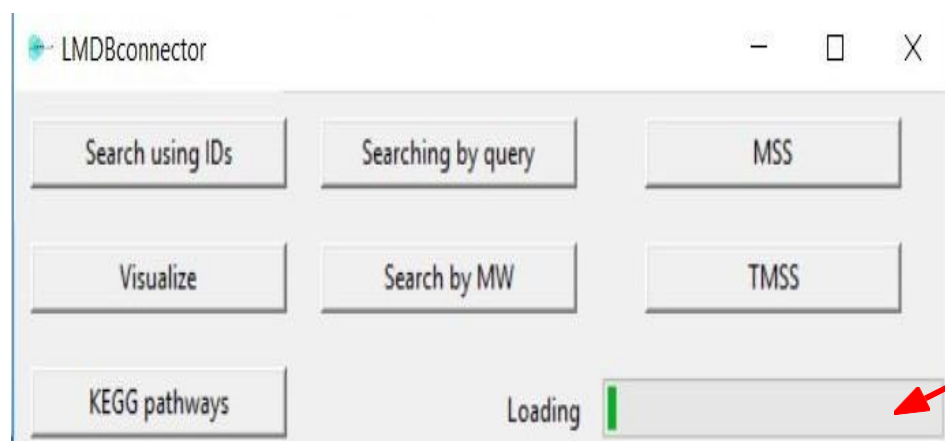 LMDBconnector
Search using IDs
Searching by query
MSS
Visualize
Search by MW
TMSS
KEGG pathways
Loading